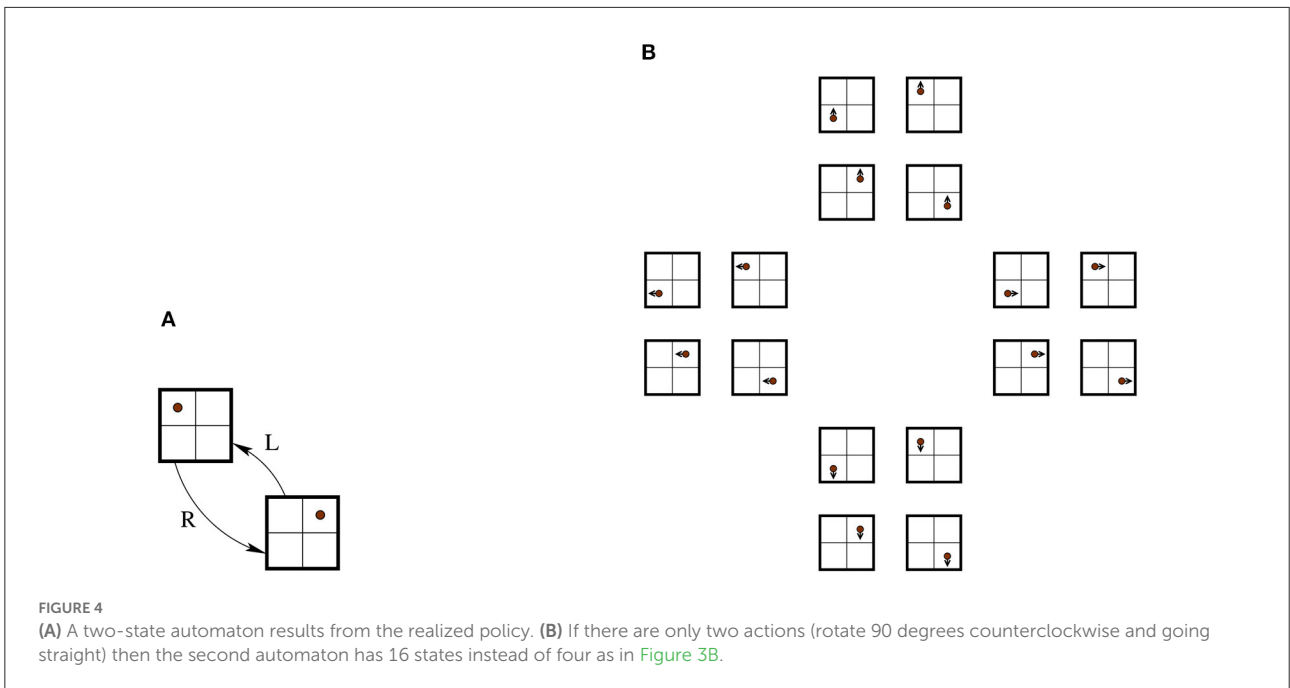 B
A
L
R
FIGURE 4
(A) A two-state automaton results from the realized policy. (B) If there are only two actions (rotate 90 degrees counterclockwise and going
straight) then the second automaton has 16 states instead of four as in Figure 3B.